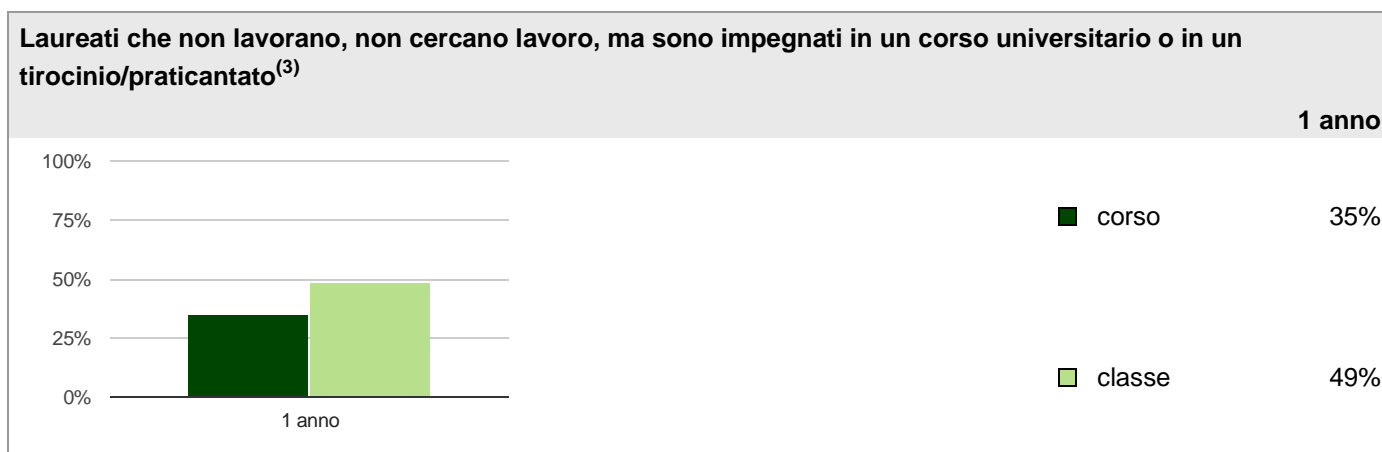 Laureati che non lavorano, non cercano lavoro, ma sono impegnati in un corso universitario o in un
tirocinio/praticantato(3)
1 anno
100%
75%
50%
25%
0%
1 anno
corso 35%
classe 49%